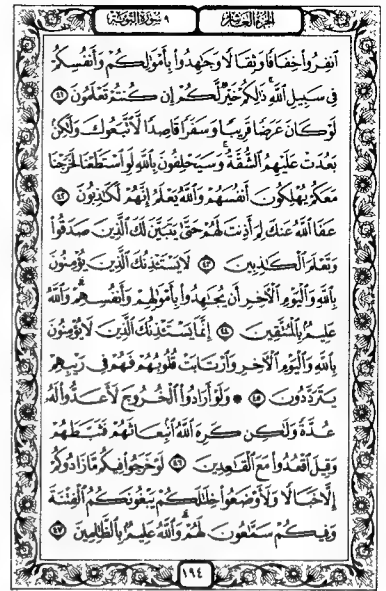 الجزء العاشر
٩ سورة التوبة
ٱنفِرُوا۟ خِفَافًا وَثِقَالًا وَجَٰهِدُوا۟ بِأَمْوَٰلِكُمْ وَأَنفُسِكُمْ
فِى سَبِيلِ ٱللَّهِ ۚ ذَٰلِكُمْ خَيْرٌ لَّكُمْ إِن كُنتُمْ تَعْلَمُونَ ٤١
لَوْ كَانَ عَرَضًا قَرِيبًا وَسَفَرًا قَاصِدًا لَّٱتَّبَعُوكَ وَلَٰكِنۢ
بَعُدَتْ عَلَيْهِمُ ٱلشُّقَّةُ ۚ وَسَيَحْلِفُونَ بِٱللَّهِ لَوِ ٱسْتَطَعْنَا لَخَرَجْنَا
مَعَكُمْ يُهْلِكُونَ أَنفُسَهُمْ وَٱللَّهُ يَعْلَمُ إِنَّهُمْ لَكَٰذِبُونَ ٤٢
عَفَا ٱللَّهُ عَنكَ لِمَ أَذِنتَ لَهُمْ حَتَّىٰ يَتَبَيَّنَ لَكَ ٱلَّذِينَ صَدَقُوا۟
وَتَعْلَمَ ٱلْكَٰذِبِينَ ٤٣ لَا يَسْتَـْٔذِنُكَ ٱلَّذِينَ يُؤْمِنُونَ
بِٱللَّهِ وَٱلْيَوْمِ ٱلْءَاخِرِ أَن يُجَٰهِدُوا۟ بِأَمْوَٰلِهِمْ وَأَنفُسِهِمْ ۗ وَٱللَّهُ
عَلِيمٌۢ بِٱلْمُتَّقِينَ ٤٤ إِنَّمَا يَسْتَـْٔذِنُكَ ٱلَّذِينَ لَا يُؤْمِنُونَ
بِٱللَّهِ وَٱلْيَوْمِ ٱلْءَاخِرِ وَٱرْتَابَتْ قُلُوبُهُمْ فَهُمْ فِى رَيْبِهِمْ
يَتَرَدَّدُونَ ٤٥ ۞ وَلَوْ أَرَادُوا۟ ٱلْخُرُوجَ لَأَعَدُّوا۟ لَهُۥ
عُدَّةً وَلَٰكِن كَرِهَ ٱللَّهُ ٱنۢبِعَاثَهُمْ فَثَبَّطَهُمْ
وَقِيلَ ٱقْعُدُوا۟ مَعَ ٱلْقَٰعِدِينَ ٤٦ لَوْ خَرَجُوا۟ فِيكُم مَّا زَادُوكُمْ
إِلَّا خَبَالًا وَلَأَوْضَعُوا۟ خِلَٰلَكُمْ يَبْغُونَكُمُ ٱلْفِتْنَةَ
وَفِيكُمْ سَمَّٰعُونَ لَهُمْ ۗ وَٱللَّهُ عَلِيمٌۢ بِٱلظَّٰلِمِينَ ٤٧
١٩٤